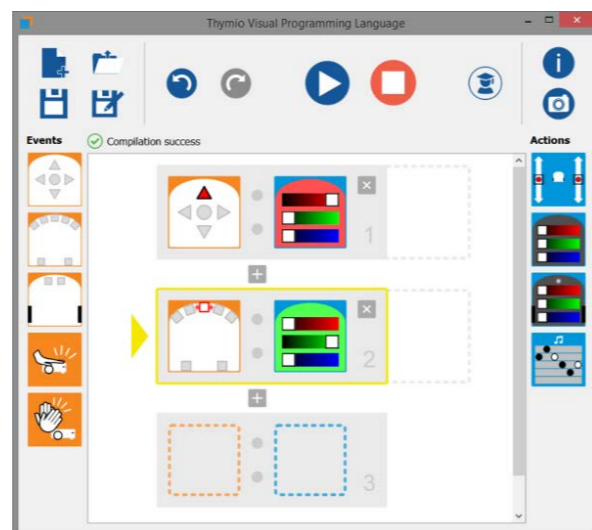 Thymio Visual Programming Language
Events
Compilation success
Actions
1
2
3